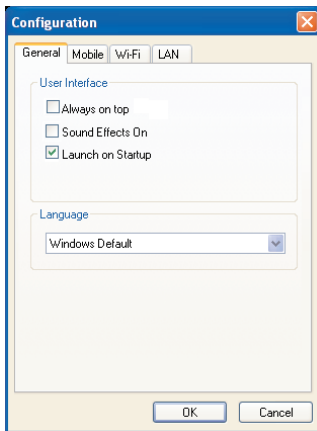 Configuration
General Mobile Wi-Fi LAN
User Interface
Always on top
Sound Effects On
Launch on Startup
Language
Windows Default
OK Cancel